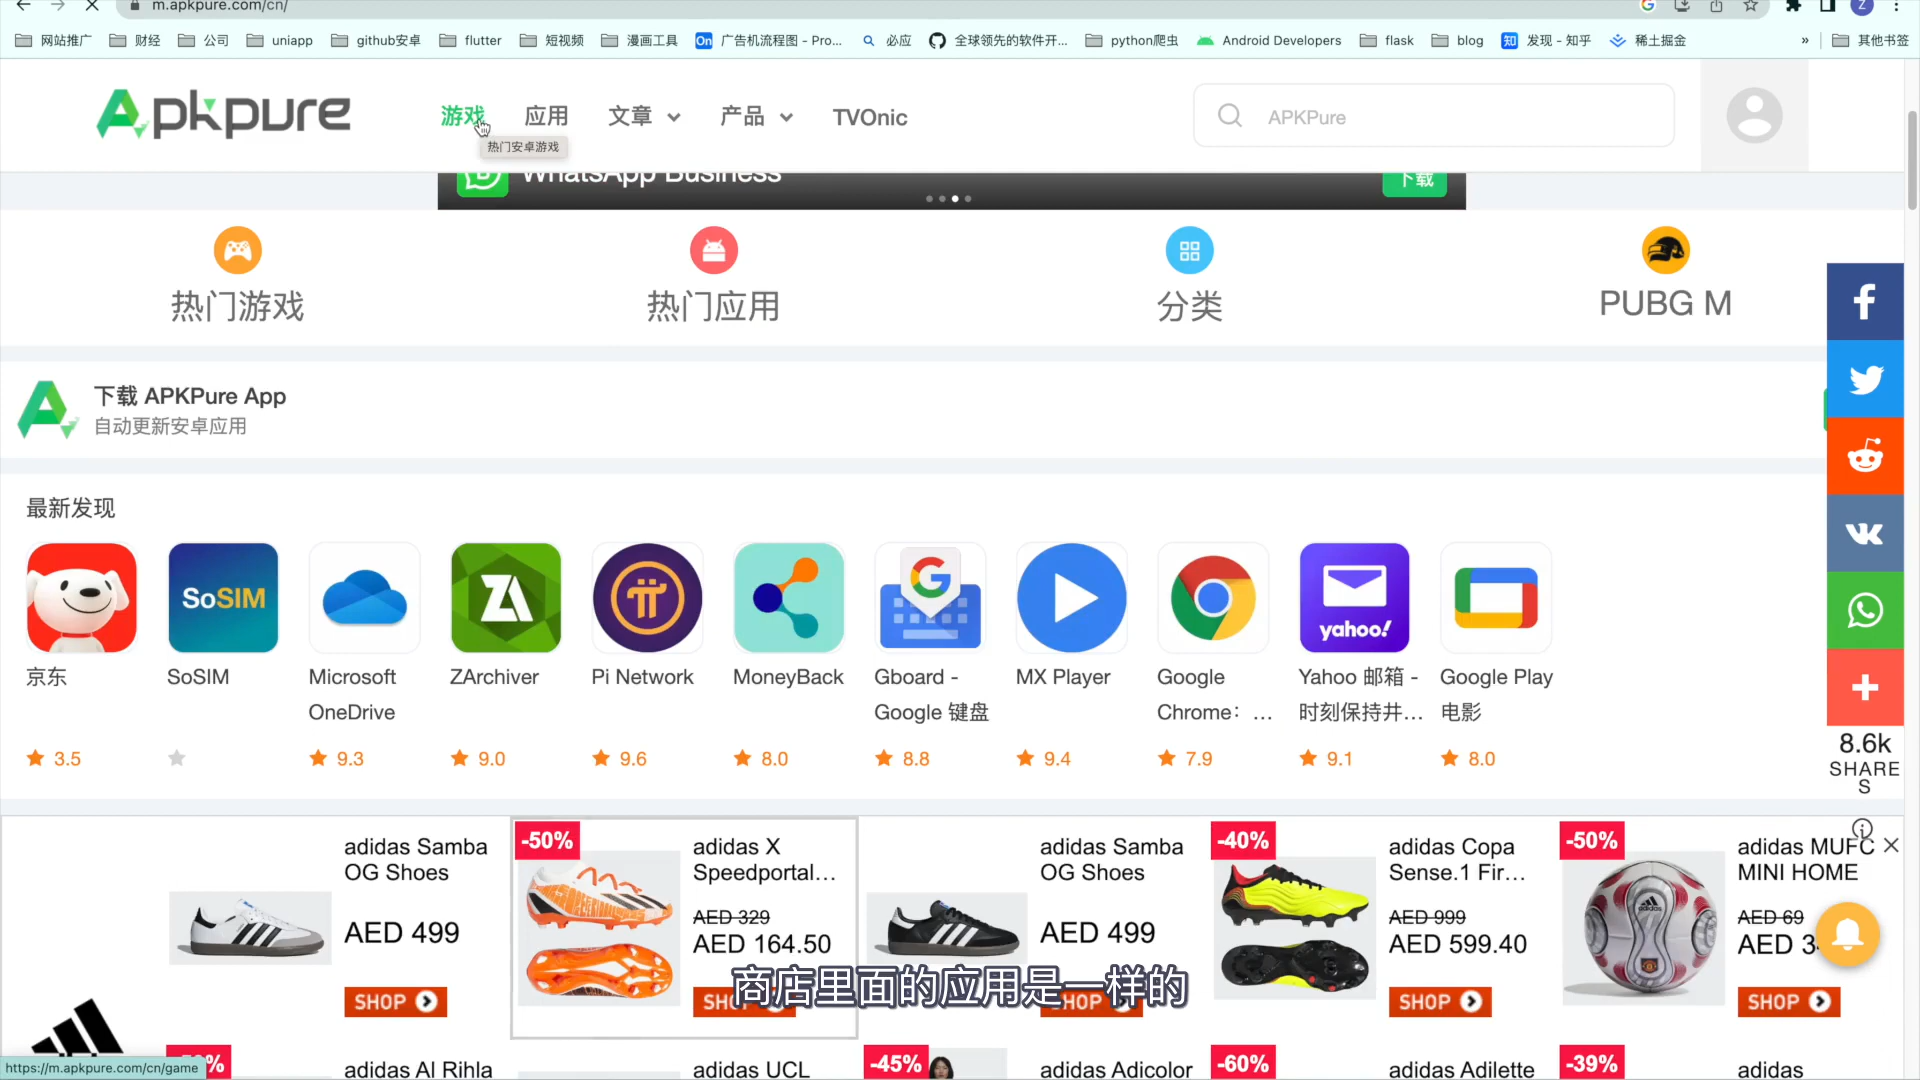 m.apkpure.com/cn/
网站推广
财经
公司
uniapp
github安卓
flutter
短视频
漫画工具
On
广告机流程图 - Pro...
必应
全球领先的软件开...
python爬虫
Android Developers
flask
blog
知
发现 - 知乎
稀土掘金
»
其他书签
Z
Apkpure
游戏
应用
文章
产品
TVOnic
APKPure
热门安卓游戏
WhatsApp Business
下载
热门游戏
热门应用
分类
PUBG M
下载 APKPure App
自动更新安卓应用
最新发现
SoSIM
ZA
yahoo!
京东
SoSIM
Microsoft
OneDrive
ZArchiver
Pi Network
MoneyBack
Gboard -
Google 键盘
MX Player
Google
Chrome：...
Yahoo 邮箱 -
时刻保持井...
Google Play
电影
3.5
9.3
9.0
9.6
8.0
8.8
9.4
7.9
9.1
8.0
8.6k
SHARE
S
adidas Samba
OG Shoes
AED 499
SHOP
-50%
adidas X
Speedportal...
AED 329
AED 164.50
adidas Samba
OG Shoes
AED 499
-40%
adidas Copa
Sense.1 Fir...
AED 999
AED 599.40
SHOP
-50%
adidas MUFC
MINI HOME
AED 69
AED 3
SHOP
商店里面的应用是一样的
adidas Al Rihla
adidas UCL
-45%
adidas Adicolor
-60%
adidas Adilette
-39%
adidas
https://m.apkpure.com/cn/game